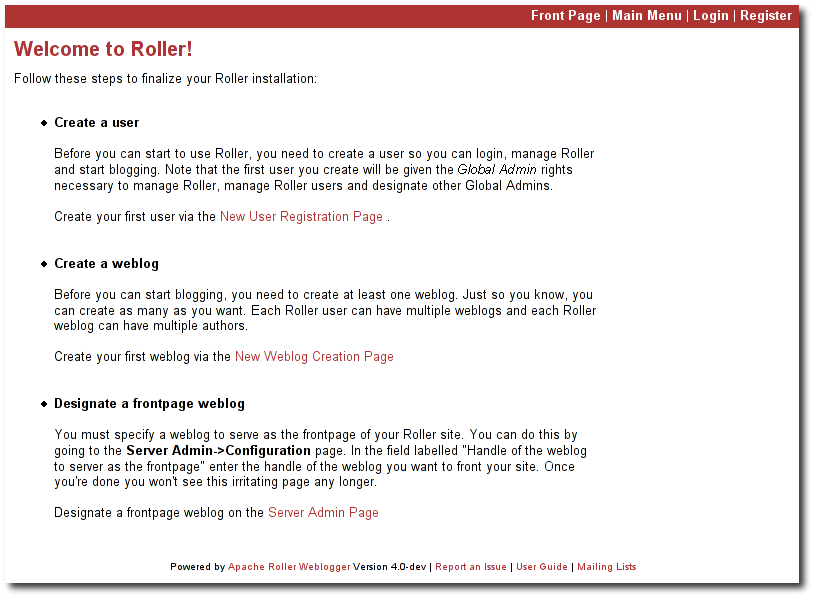 Front Page | Main Menu | Login | Register
Welcome to Roller!
Follow these steps to finalize your Roller installation:
Create a user
Before you can start to use Roller, you need to create a user so you can login, manage Roller
and start blogging. Note that the first user you create will be given the Global Admin rights
necessary to manage Roller, manage Roller users and designate other Global Admins.
Create your first user via the New User Registration Page .
Create a weblog
Before you can start blogging, you need to create at least one weblog. Just so you know, you
can create as many as you want. Each Roller user can have multiple weblogs and each Roller
weblog can have multiple authors.
Create your first weblog via the New Weblog Creation Page
Designate a frontpage weblog
You must specify a weblog to serve as the frontpage of your Roller site. You can do this by
going to the Server Admin->Configuration page. In the field labelled "Handle of the weblog
to server as the frontpage" enter the handle of the weblog you want to front your site. Once
you're done you won't see this irritating page any longer.
Designate a frontpage weblog on the Server Admin Page
Powered by Apache Roller Weblogger Version 4.0-dev | Report an Issue | User Guide | Mailing Lists